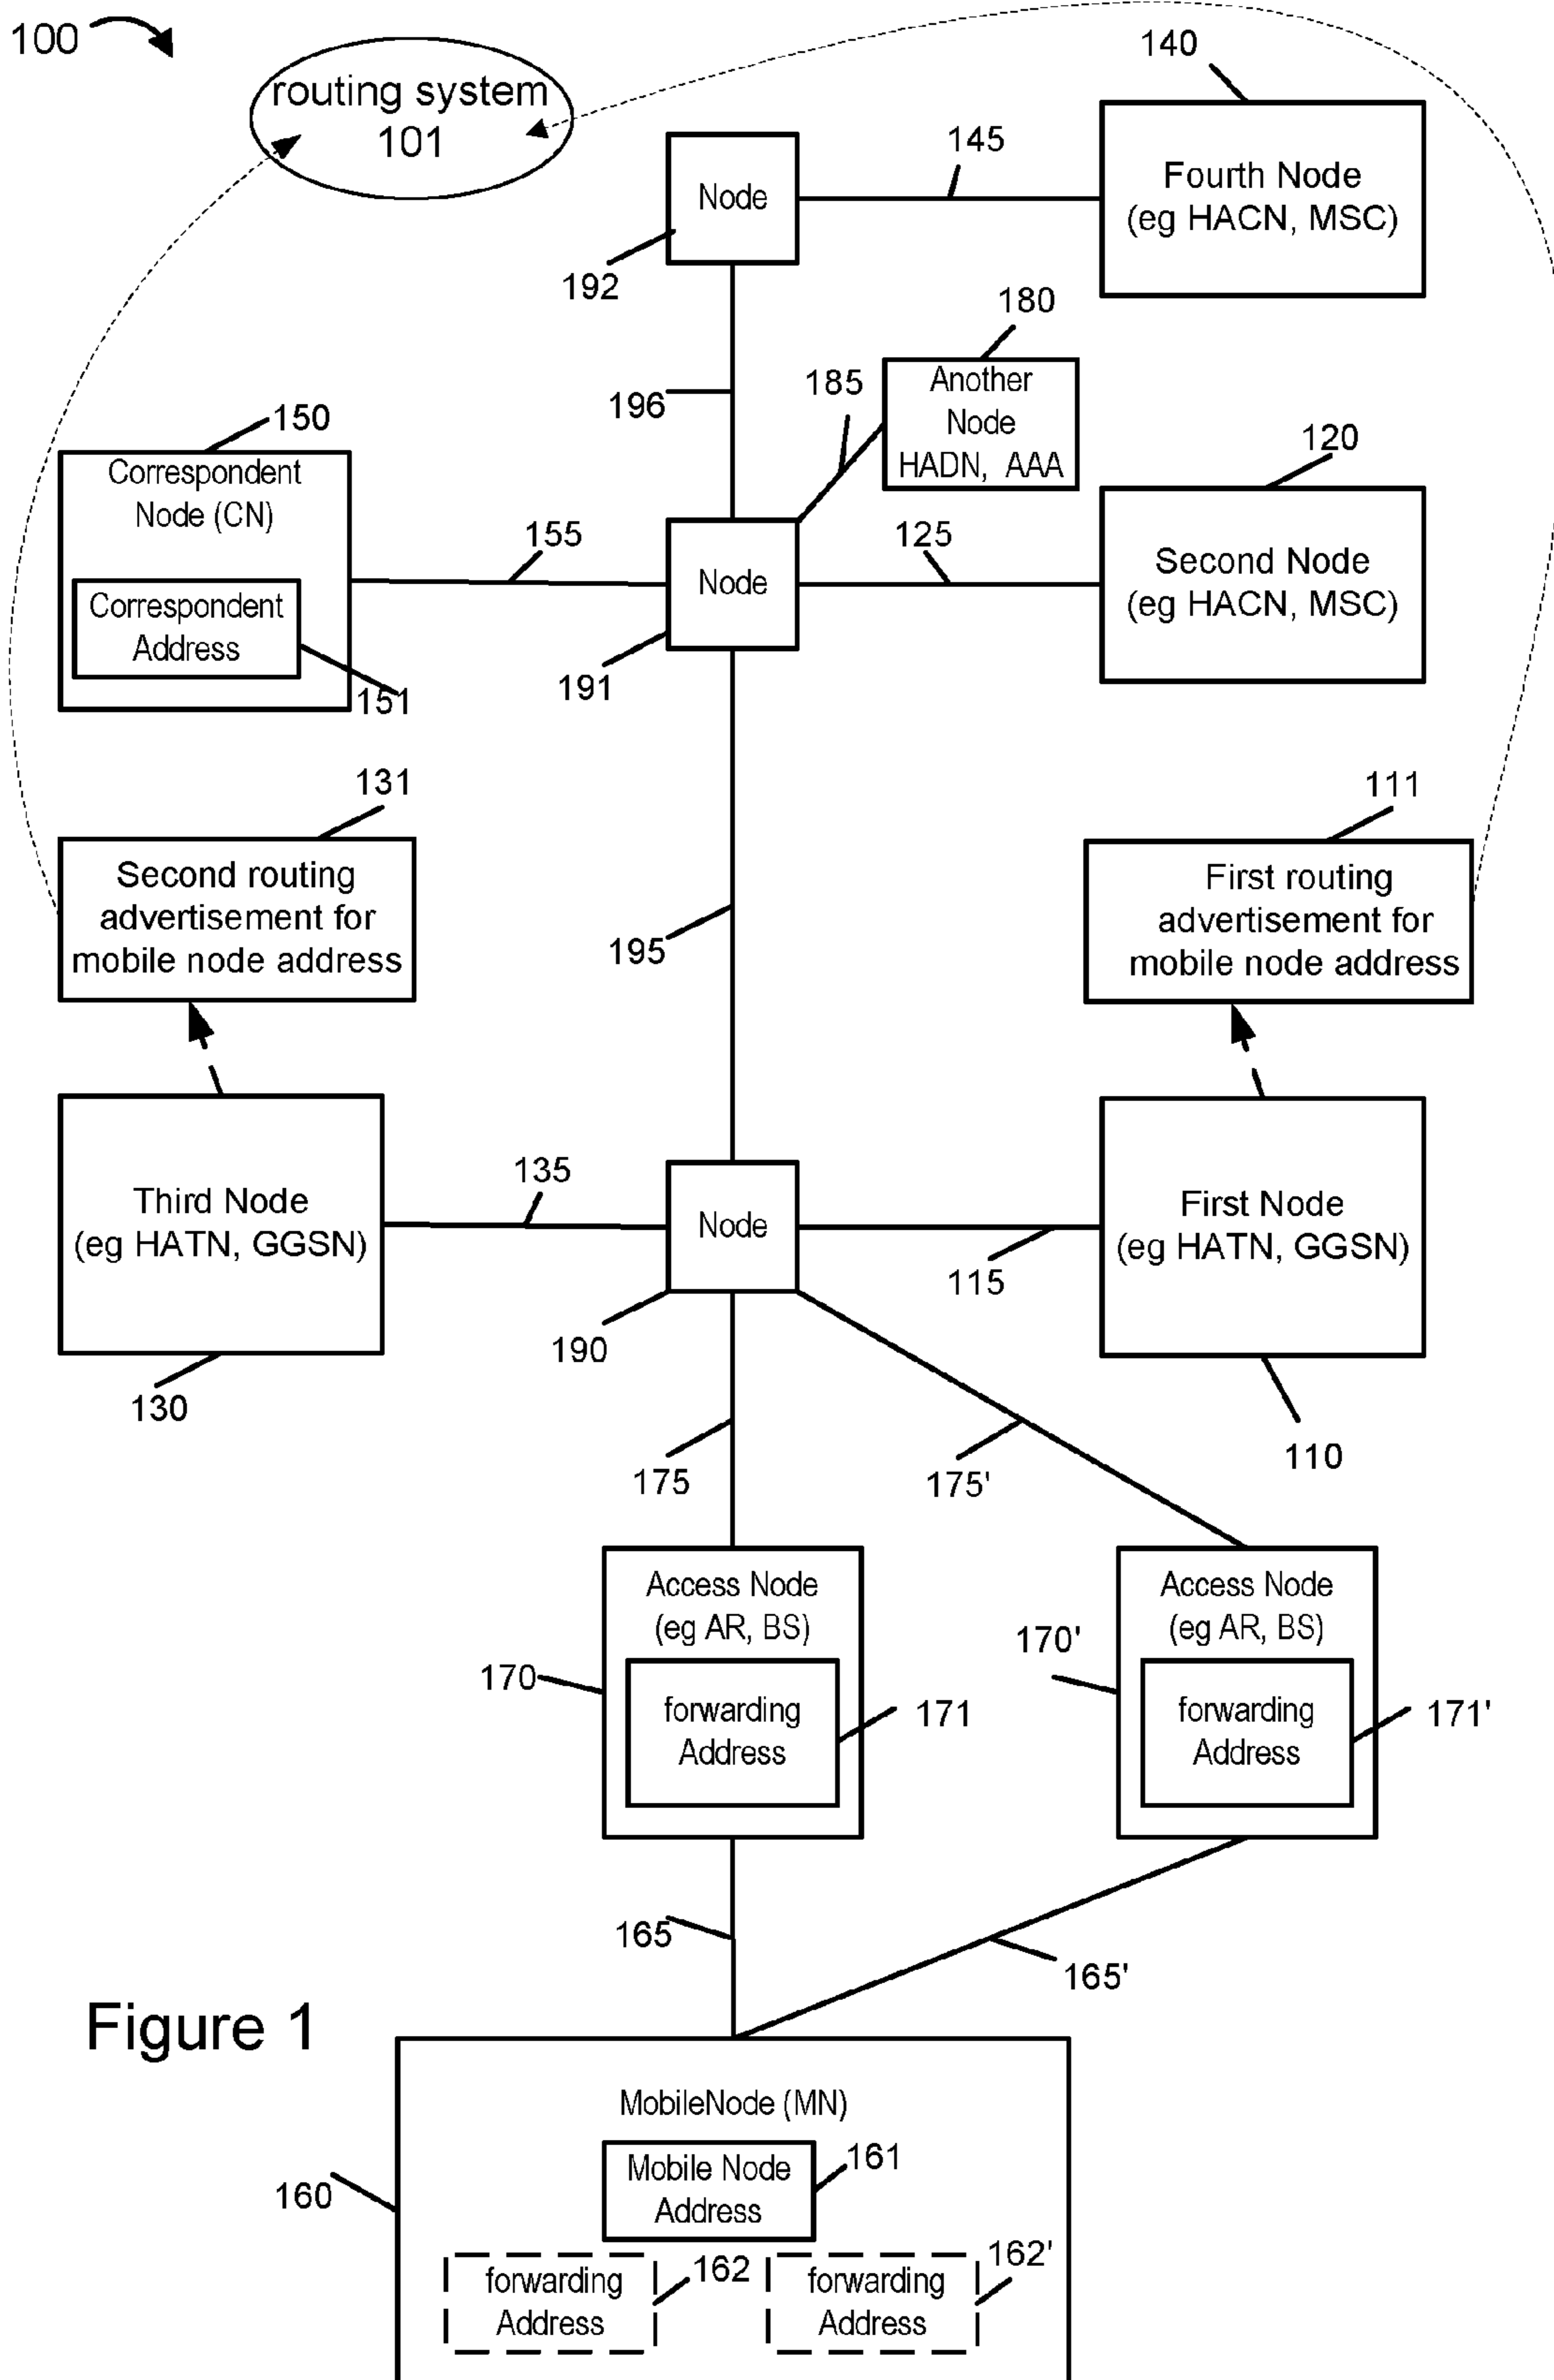 100
routing system
101
140
Fourth Node
(eg HACN, MSC)
145
Node
192
180
Another
Node
HADN, AAA
185
196
150
Correspondent
Node (CN)
Correspondent
Address
151
155
Node
191
125
120
Second Node
(eg HACN, MSC)
131
Second routing
advertisement for
mobile node address
195
111
First routing
advertisement for
mobile node address
Third Node
(eg HATN, GGSN)
130
135
Node
190
115
First Node
(eg HATN, GGSN)
110
175
175'
Access Node
(eg AR, BS)
170
forwarding
Address
171
Access Node
(eg AR, BS)
170'
forwarding
Address
171'
165
165'
Figure 1
MobileNode (MN)
160
Mobile Node
Address
161
forwarding
Address
162
forwarding
Address
162'